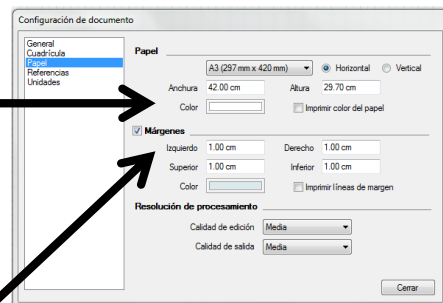 Configuración de documento
General
Cuadrícula
Papel
Referencias
Unidades
Papel
A3 (297 mm x 420 mm) Horizontal Vertical
Anchura 42.00 cm Altura 29.70 cm
Color Imprimir color del papel
Márgenes
Izquierdo 1.00 cm Derecho 1.00 cm
Superior 1.00 cm Inferior 1.00 cm
Color Imprimir líneas de margen
Resolución de procesamiento
Calidad de edición Media
Calidad de salida Media
Cerrar